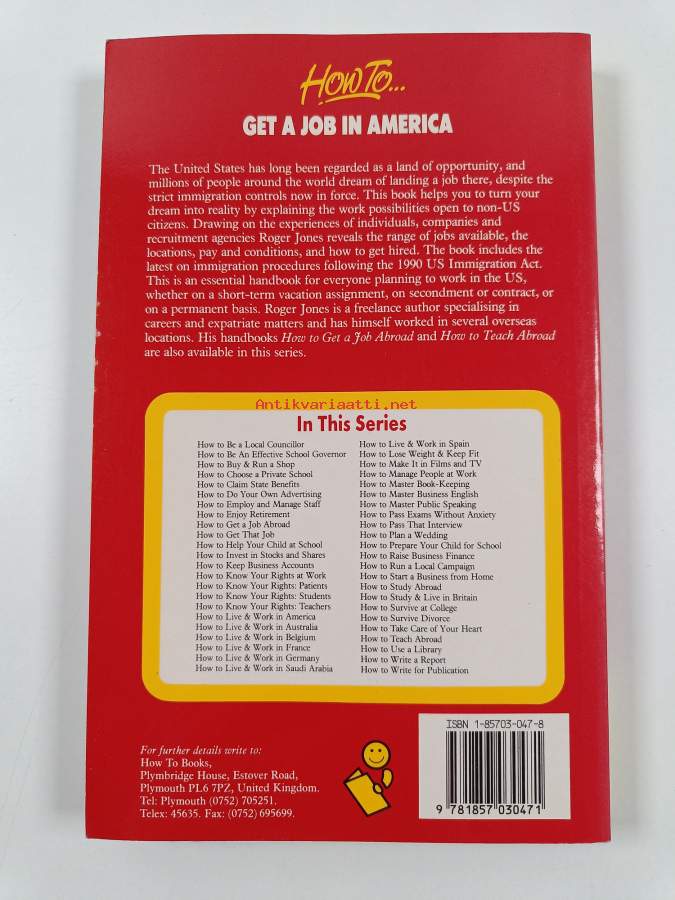 How To...
GET A JOB IN AMERICA
The United States has long been regarded as a land of opportunity, and
millions of people around the world dream of landing a job there, despite the
strict immigration controls now in force. This book helps you to turn your
dream into reality by explaining the work possibilities open to non-US
citizens. Drawing on the experiences of individuals, companies and
recruitment agencies Roger Jones reveals the range of jobs available, the
locations, pay and conditions, and how to get hired. The book includes the
latest on immigration procedures following the 1990 US Immigration Act.
This is an essential handbook for everyone planning to work in the US,
whether on a short-term vacation assignment, on secondment or contract, or
on a permanent basis. Roger Jones is a freelance author specialising in
careers and expatriate matters and has himself worked in several overseas
locations. His handbooks How to Get a Job Abroad and How to Teach Abroad
are also available in this series.
Antikvariaatti.net
In This Series
How to Be a Local Councillor
How to Be An Effective School Governor
How to Buy & Run a Shop
How to Choose a Private School
How to Claim State Benefits
How to Do Your Own Advertising
How to Employ and Manage Staff
How to Enjoy Retirement
How to Get a Job Abroad
How to Get That Job
How to Help Your Child at School
How to Invest in Stocks and Shares
How to Keep Business Accounts
How to Know Your Rights at Work
How to Know Your Rights: Patients
How to Know Your Rights: Students
How to Know Your Rights: Teachers
How to Live & Work in America
How to Live & Work in Australia
How to Live & Work in Belgium
How to Live & Work in France
How to Live & Work in Germany
How to Live & Work in Saudi Arabia
How to Live & Work in Spain
How to Lose Weight & Keep Fit
How to Make It in Films and TV
How to Manage People at Work
How to Master Book-Keeping
How to Master Business English
How to Master Public Speaking
How to Pass Exams Without Anxiety
How to Pass That Interview
How to Plan a Wedding
How to Prepare Your Child for School
How to Raise Business Finance
How to Run a Local Campaign
How to Start a Business from Home
How to Study Abroad
How to Study & Live in Britain
How to Survive at College
How to Survive Divorce
How to Take Care of Your Heart
How to Teach Abroad
How to Use a Library
How to Write a Report
How to Write for Publication
For further details write to:
How To Books,
Plymbridge House, Estover Road,
Plymouth PL6 7PZ, United Kingdom.
Tel: Plymouth (0752) 705251.
Telex: 45635. Fax: (0752) 695699.
ISBN 1-85703-047-8
9 781857 030471